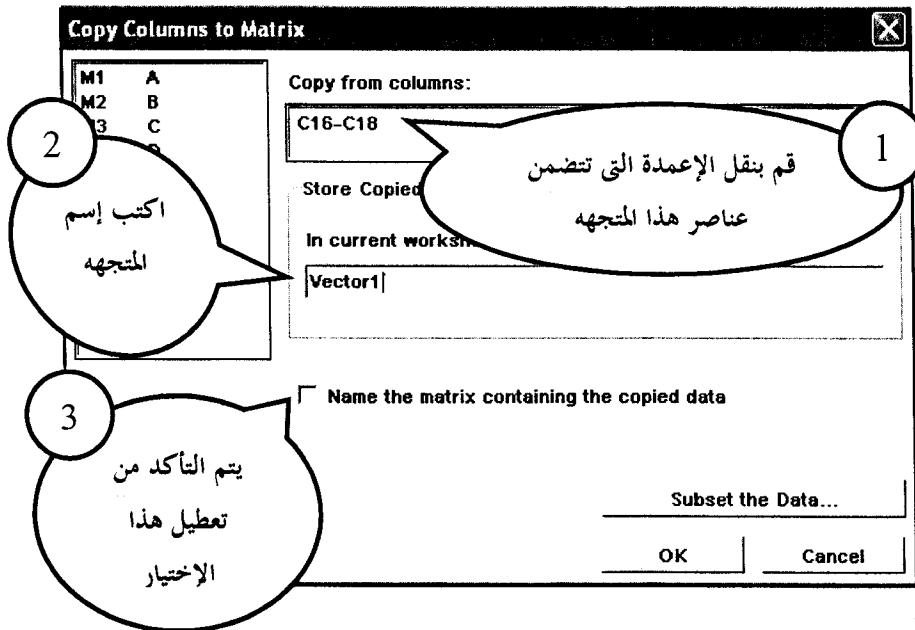 Copy Columns to Matrix
M1 A
M2 B
M3 C
Copy from columns:
C16-C18
1
قم بنقل الإعمدة التى تتضمن
عناصر هذا المتجهه
2
اكتب إسم
المتجهه
Store Copied
In current worksh
Vector1
Name the matrix containing the copied data
3
يتم التأكد من
تعطيل هذا
الإختيار
Subset the Data...
OK Cancel